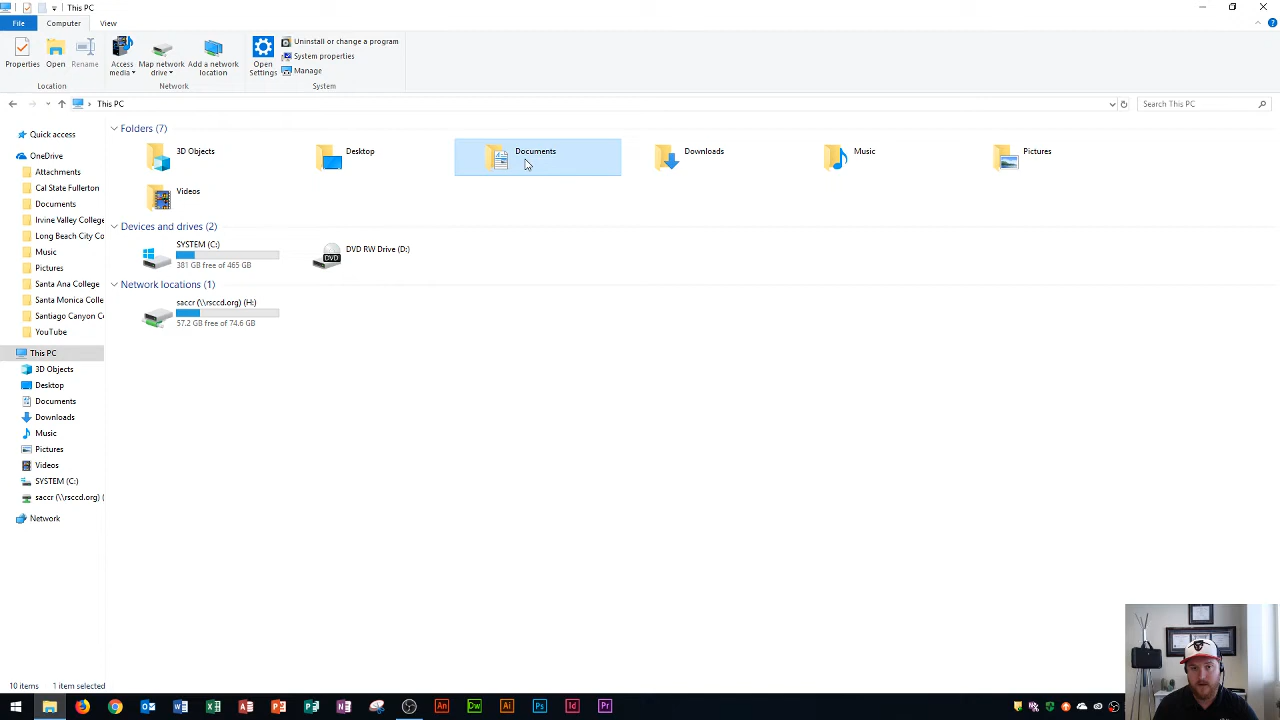 This PC
File
Computer
View
Properties
Open
Rename
Access media
Map network drive
Add a network location
Open Settings
Uninstall or change a program
System properties
Manage
Location
Network
System
This PC
Search This PC
Quick access
OneDrive
Attachments
Cal State Fullerton
Documents
Irvine Valley College
Long Beach City Co
Music
Pictures
Santa Ana College
Santa Monica Colle
Santiago Canyon Co
YouTube
This PC
3D Objects
Desktop
Documents
Downloads
Music
Pictures
Videos
SYSTEM (C:)
saccr (\\rsccd.org) (
Network
Folders (7)
3D Objects
Desktop
Documents
Downloads
Music
Pictures
Videos
Devices and drives (2)
SYSTEM (C:)
381 GB free of 465 GB
DVD
DVD RW Drive (D:)
Network locations (1)
saccr (\\rsccd.org) (H:)
57.2 GB free of 74.6 GB
10 items
1 item selected
An
Dw
Ai
Ps
Id
Pr